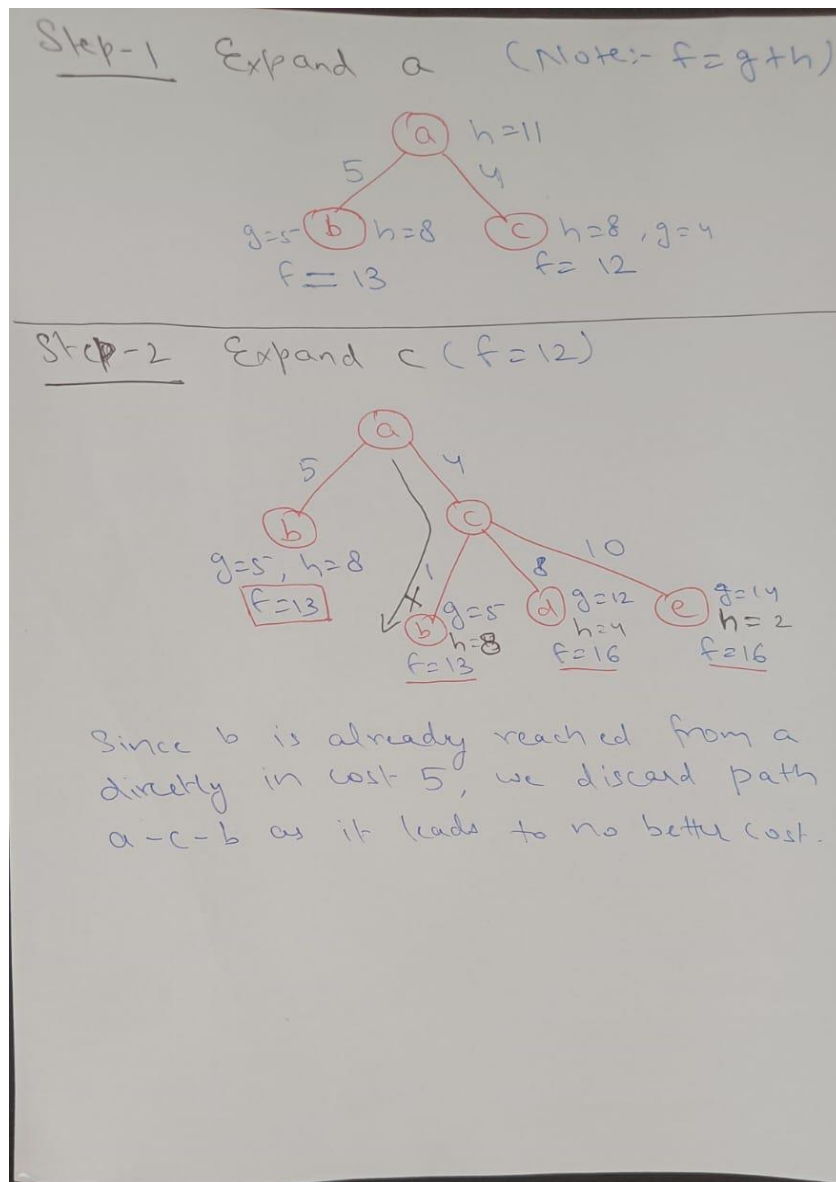 Step-1 Expand a (Note:- f=g+h)
a h=11
5 4
g=5 b h=8 c h=8, g=4
f=13 f=12
Step-2 Expand c (f=12)
a
5 4
b c
g=5, h=8 1 8 10
f=13 x
b g=5 d g=12 e g=14
h=8 h=4 h=2
f=13 f=16 f=16
Since b is already reached from a
directly in cost 5, we discard path
a-c-b as it leads to no better cost.